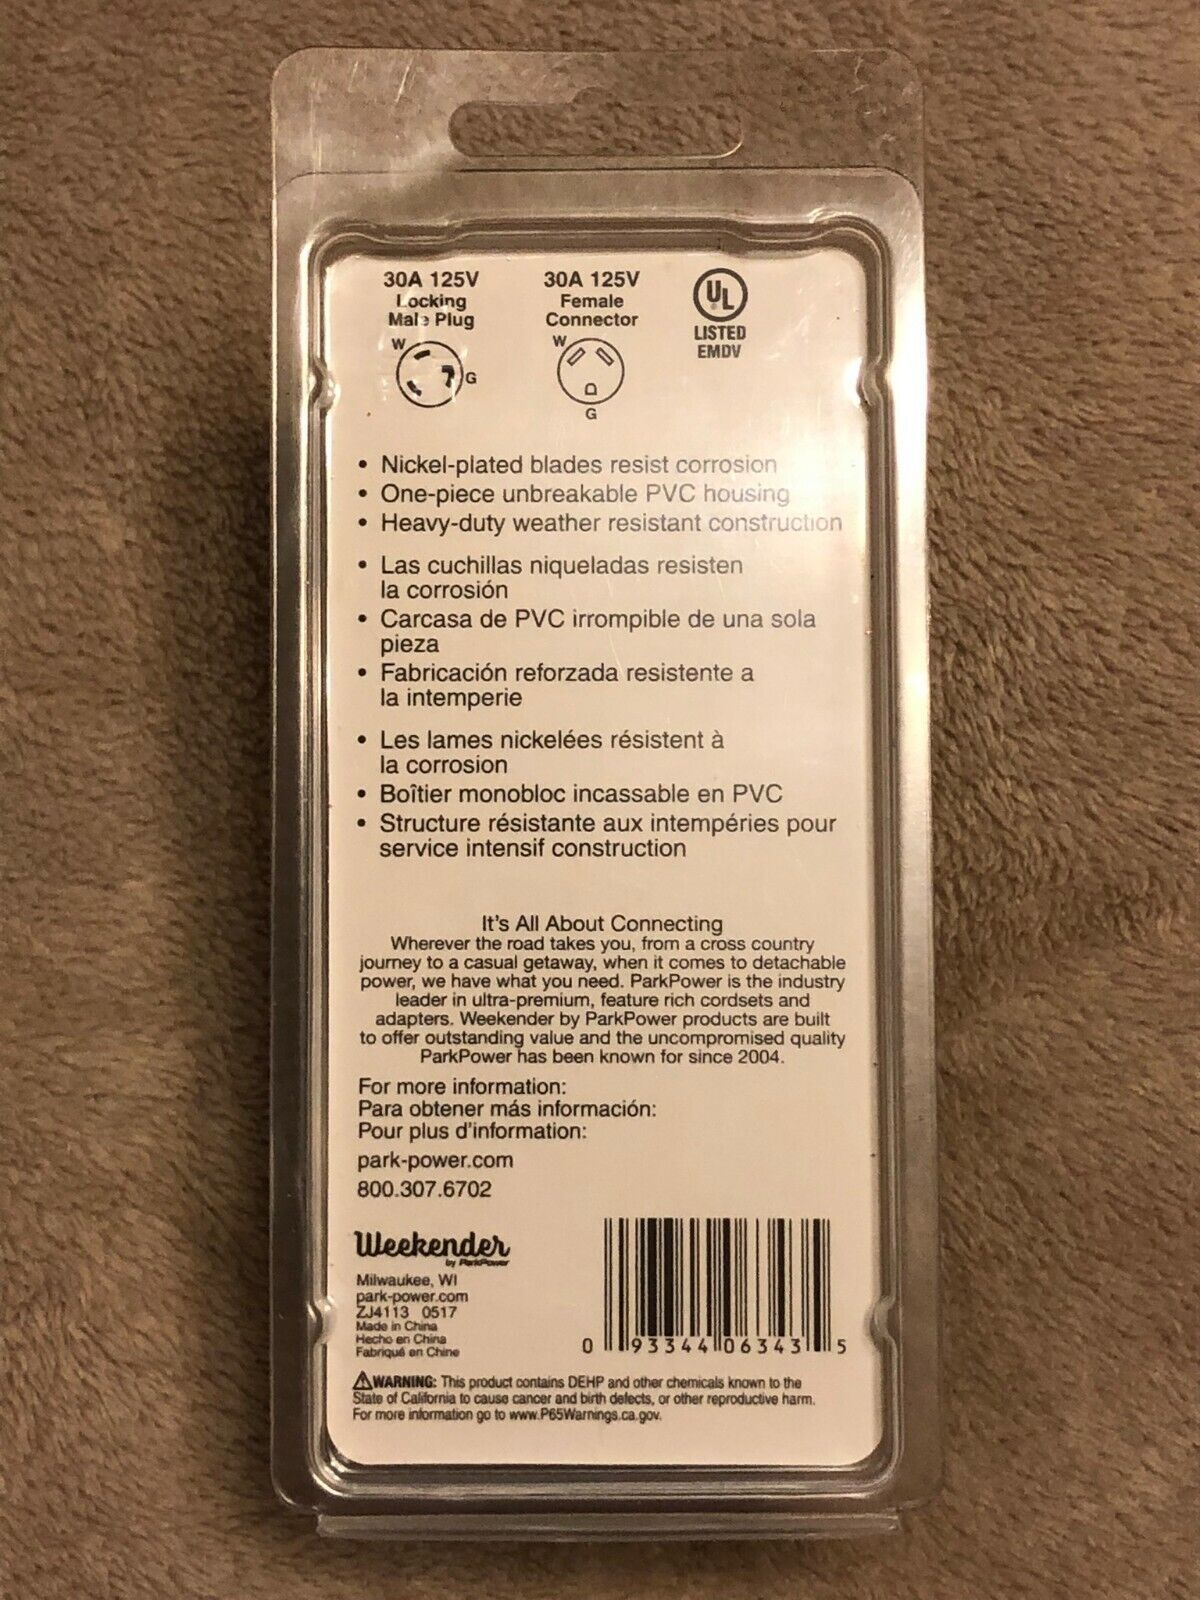 30A 125V
Locking
Male Plug
W
G
30A 125V
Female
Connector
W
G
UL
LISTED
EMDV
• Nickel-plated blades resist corrosion
• One-piece unbreakable PVC housing
• Heavy-duty weather resistant construction
• Las cuchillas niqueladas resisten
la corrosión
• Carcasa de PVC irrompible de una sola
pieza
• Fabricación reforzada resistente a
la intemperie
• Les lames nickelées résistent à
la corrosion
• Boîtier monobloc incassable en PVC
• Structure résistante aux intempéries pour
service intensif construction
It's All About Connecting
Wherever the road takes you, from a cross country
journey to a casual getaway, when it comes to detachable
power, we have what you need. ParkPower is the industry
leader in ultra-premium, feature rich cordsets and
adapters. Weekender by ParkPower products are built
to offer outstanding value and the uncompromised quality
ParkPower has been known for since 2004.
For more information:
Para obtener más información:
Pour plus d'information:
park-power.com
800.307.6702
Weekender
by ParkPower
Milwaukee, WI
park-power.com
ZJ4113 0517
Made in China
Hecho en China
Fabriqué en Chine
0 93344 06343 5
⚠WARNING: This product contains DEHP and other chemicals known to the
State of California to cause cancer and birth defects, or other reproductive harm.
For more information go to www.P65Warnings.ca.gov.